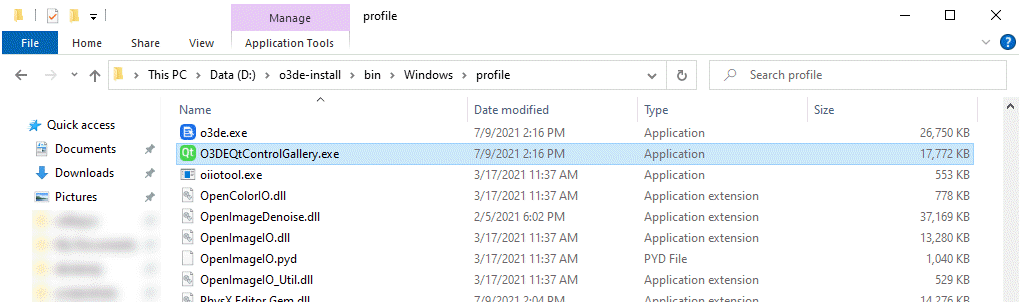 Manage profile
File Home Share View Application Tools
This PC Data (D:) o3de-install bin Windows profile Search profile
Name Date modified Type Size
Quick access
o3de.exe 7/9/2021 2:16 PM Application 26,750 KB
Documents O3DEQtControlGallery.exe 7/9/2021 2:16 PM Application 17,772 KB
Downloads oiiotool.exe 3/17/2021 11:37 AM Application 553 KB
Pictures OpenColorIO.dll 3/17/2021 11:37 AM Application extension 778 KB
OpenImageDenoise.dll 2/5/2021 6:02 PM Application extension 37,169 KB
OpenImageIO.dll 3/17/2021 11:37 AM Application extension 13,280 KB
OpenImageIO.pyd 3/17/2021 11:37 AM PYD File 1,040 KB
OpenImageIO_Util.dll 3/17/2021 11:37 AM Application extension 529 KB
PhysX.Editor.Gem.dll 7/9/2021 2:04 PM Application extension 14,276 KB